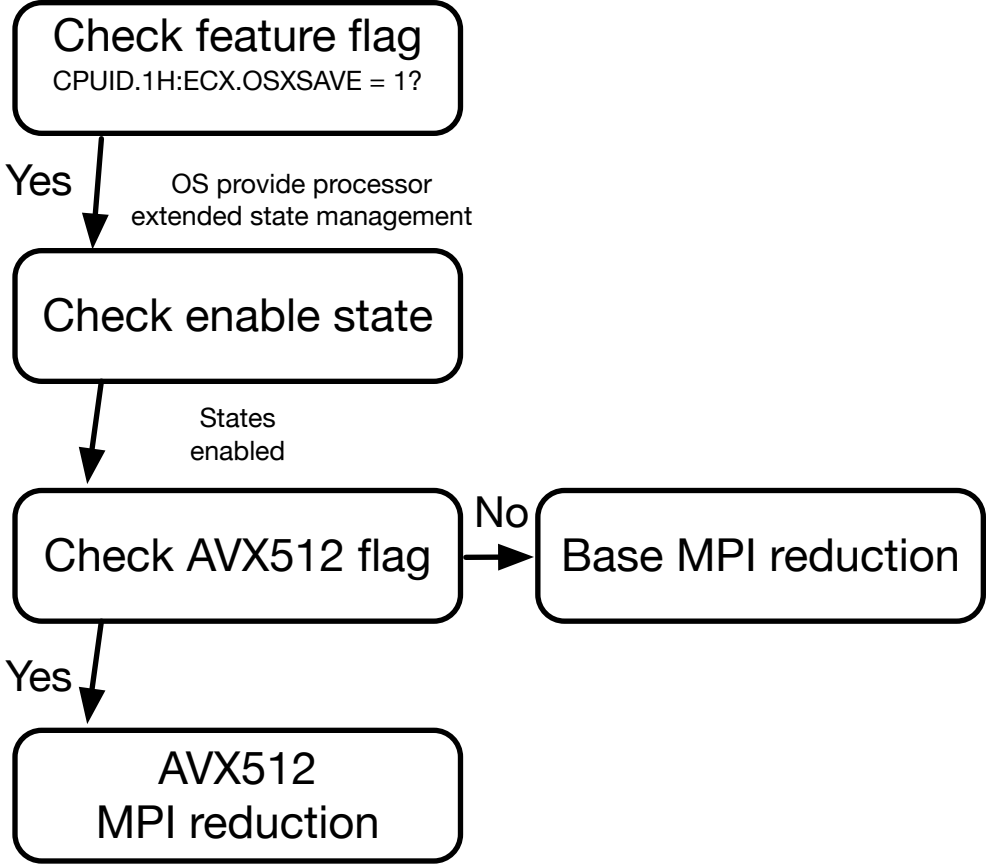 Check feature flag
CPUID.1H:ECX.OSXSAVE = 1?
Yes
OS provide processor
extended state management
Check enable state
States
enabled
Check AVX512 flag
No
Base MPI reduction
Yes
AVX512
MPI reduction